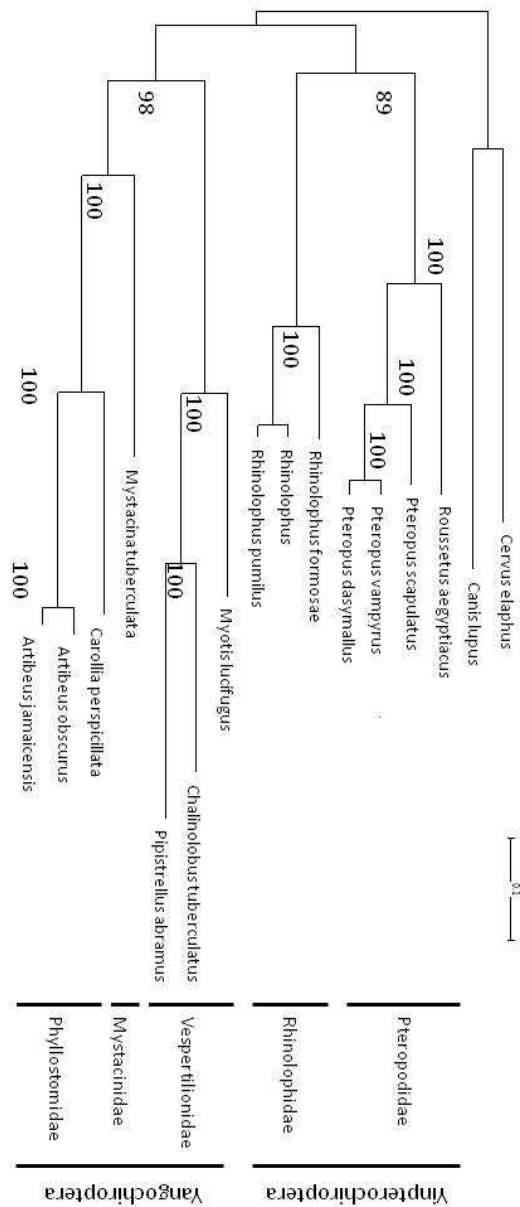 Cervus elaphus
Canis lupus
100
Roussetus aegyptiacus
89
100
Pteropus scapulatus
100
Pteropus vampyrus
Pteropus dasymallus
Rhinolophus formosae
100
Rhinolophus
Rhinolophus pumilus
Myotis lucifugus
100
Chalinolobus tuberculatus
100
Pipistrellus abramus
98
Mystacina tuberculata
100
Carollia perspicillata
100
Artibeus obscurus
100
Artibeus jamaicensis
0.1
Pteropodidae
Rhinolophidae
Vespertilionidae
Mystacinidae
Phyllostomidae
Yinpterochiroptera
Yangochiroptera